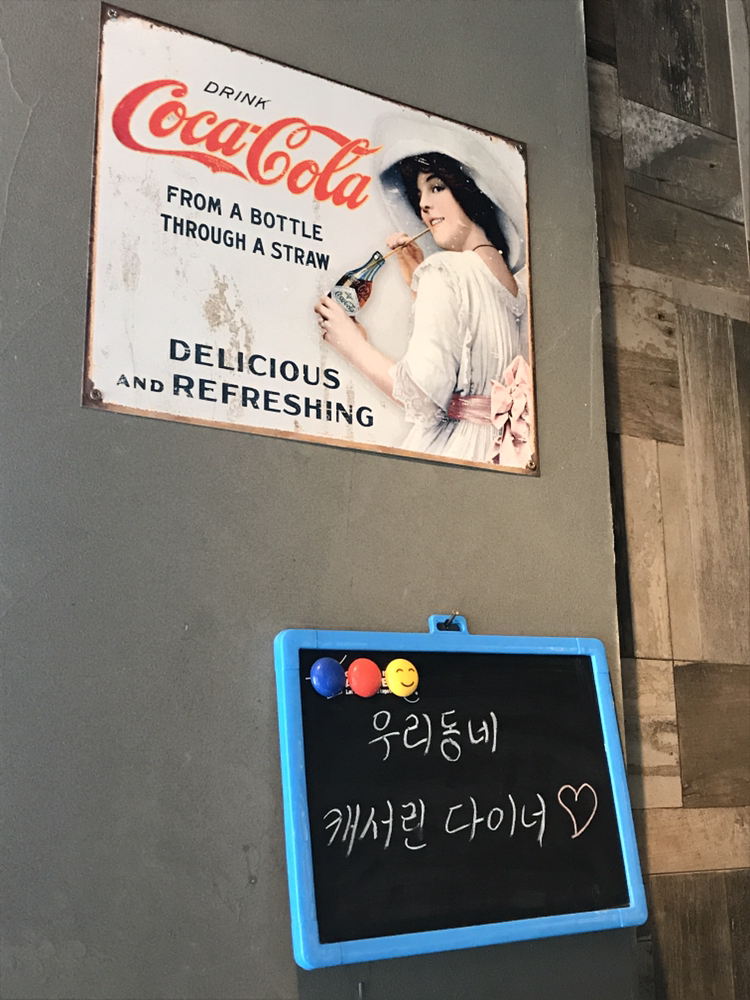 DRINK
Coca-Cola
FROM A BOTTLE
THROUGH A STRAW
DELICIOUS
AND REFRESHING
우리동네
캐서린 다이너